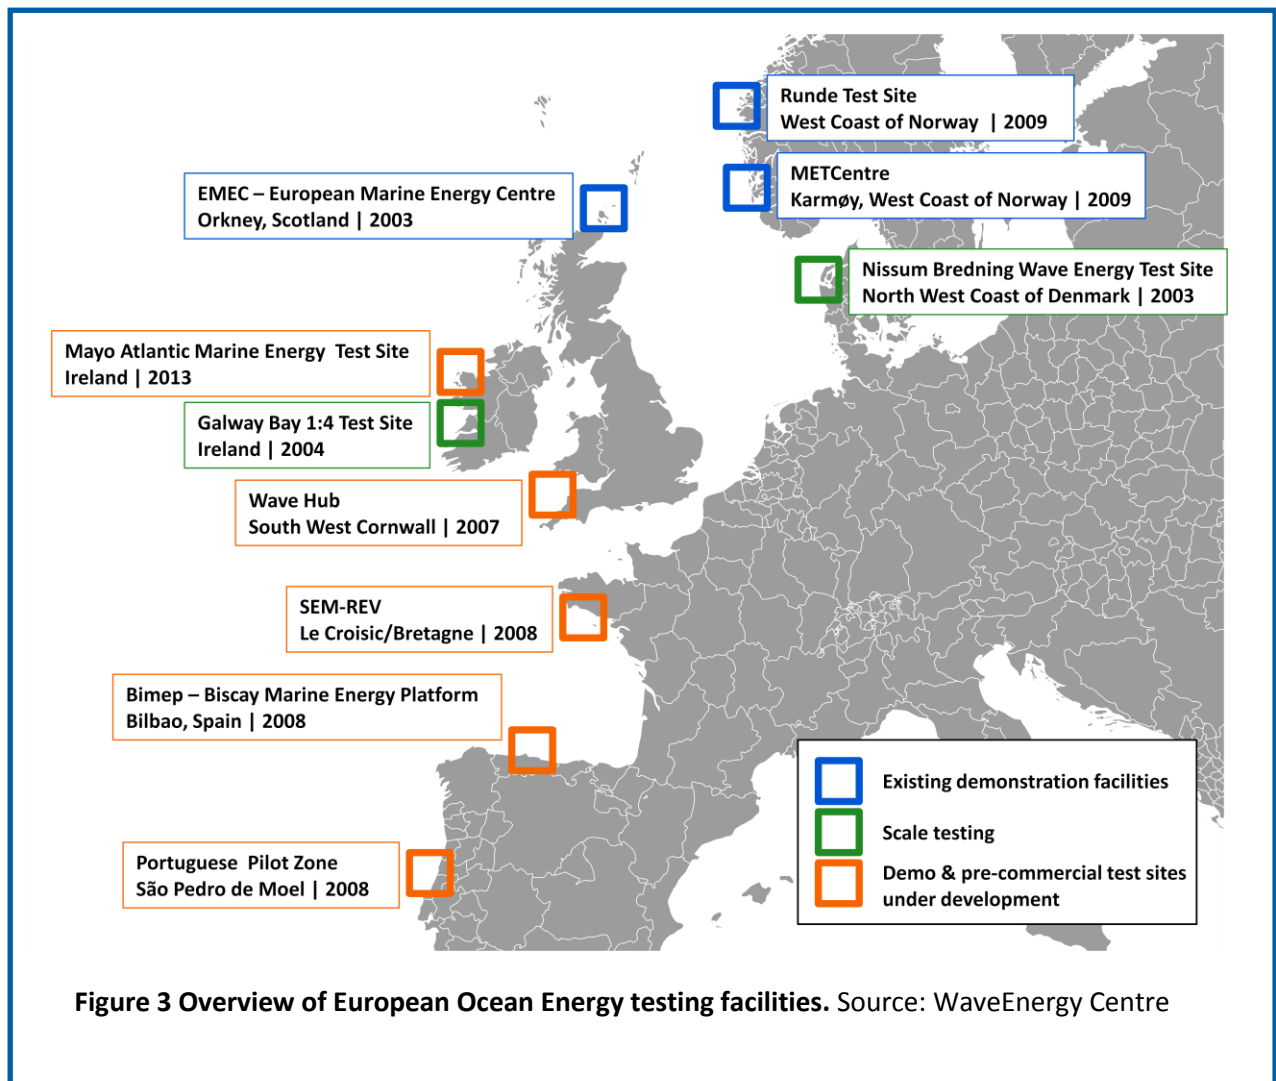 Runde Test Site
West Coast of Norway | 2009
METCentre
Karmøy, West Coast of Norway | 2009
EMEC – European Marine Energy Centre
Orkney, Scotland | 2003
Nissum Bredning Wave Energy Test Site
North West Coast of Denmark | 2003
Mayo Atlantic Marine Energy Test Site
Ireland | 2013
Galway Bay 1:4 Test Site
Ireland | 2004
Wave Hub
South West Cornwall | 2007
SEM-REV
Le Croisic/Bretagne | 2008
Bimep – Biscay Marine Energy Platform
Bilbao, Spain | 2008
Existing demonstration facilities
Scale testing
Demo & pre-commercial test sites
under development
Portuguese Pilot Zone
São Pedro de Moel | 2008
Figure 3 Overview of European Ocean Energy testing facilities. Source: WaveEnergy Centre